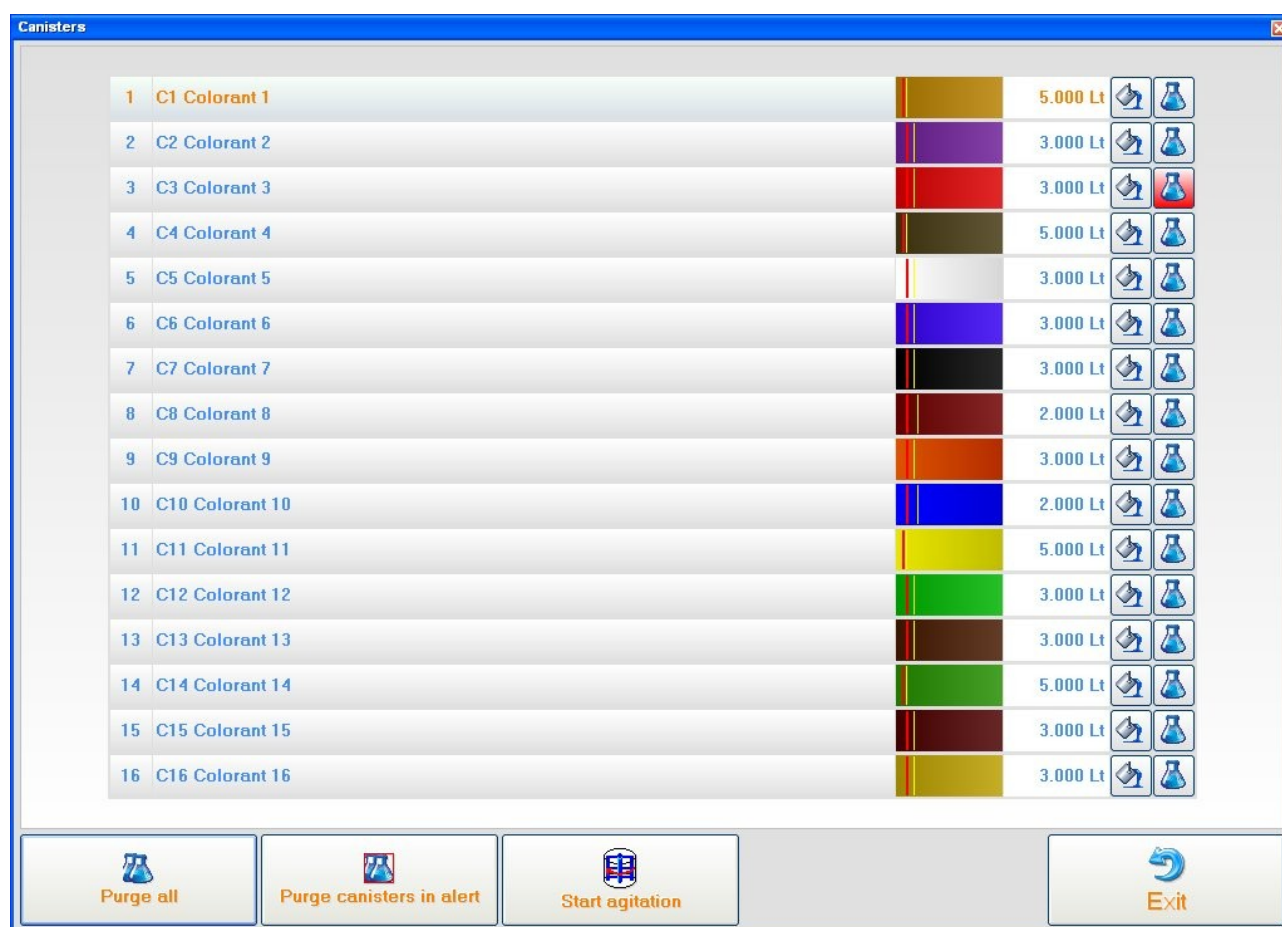 Canisters
1 C1 Colorant 1 5.000 Lt
2 C2 Colorant 2 3.000 Lt
3 C3 Colorant 3 3.000 Lt
4 C4 Colorant 4 5.000 Lt
5 C5 Colorant 5 3.000 Lt
6 C6 Colorant 6 3.000 Lt
7 C7 Colorant 7 3.000 Lt
8 C8 Colorant 8 2.000 Lt
9 C9 Colorant 9 3.000 Lt
10 C10 Colorant 10 2.000 Lt
11 C11 Colorant 11 5.000 Lt
12 C12 Colorant 12 3.000 Lt
13 C13 Colorant 13 3.000 Lt
14 C14 Colorant 14 5.000 Lt
15 C15 Colorant 15 3.000 Lt
16 C16 Colorant 16 3.000 Lt
Purge all Purge canisters in alert Start agitation Exit